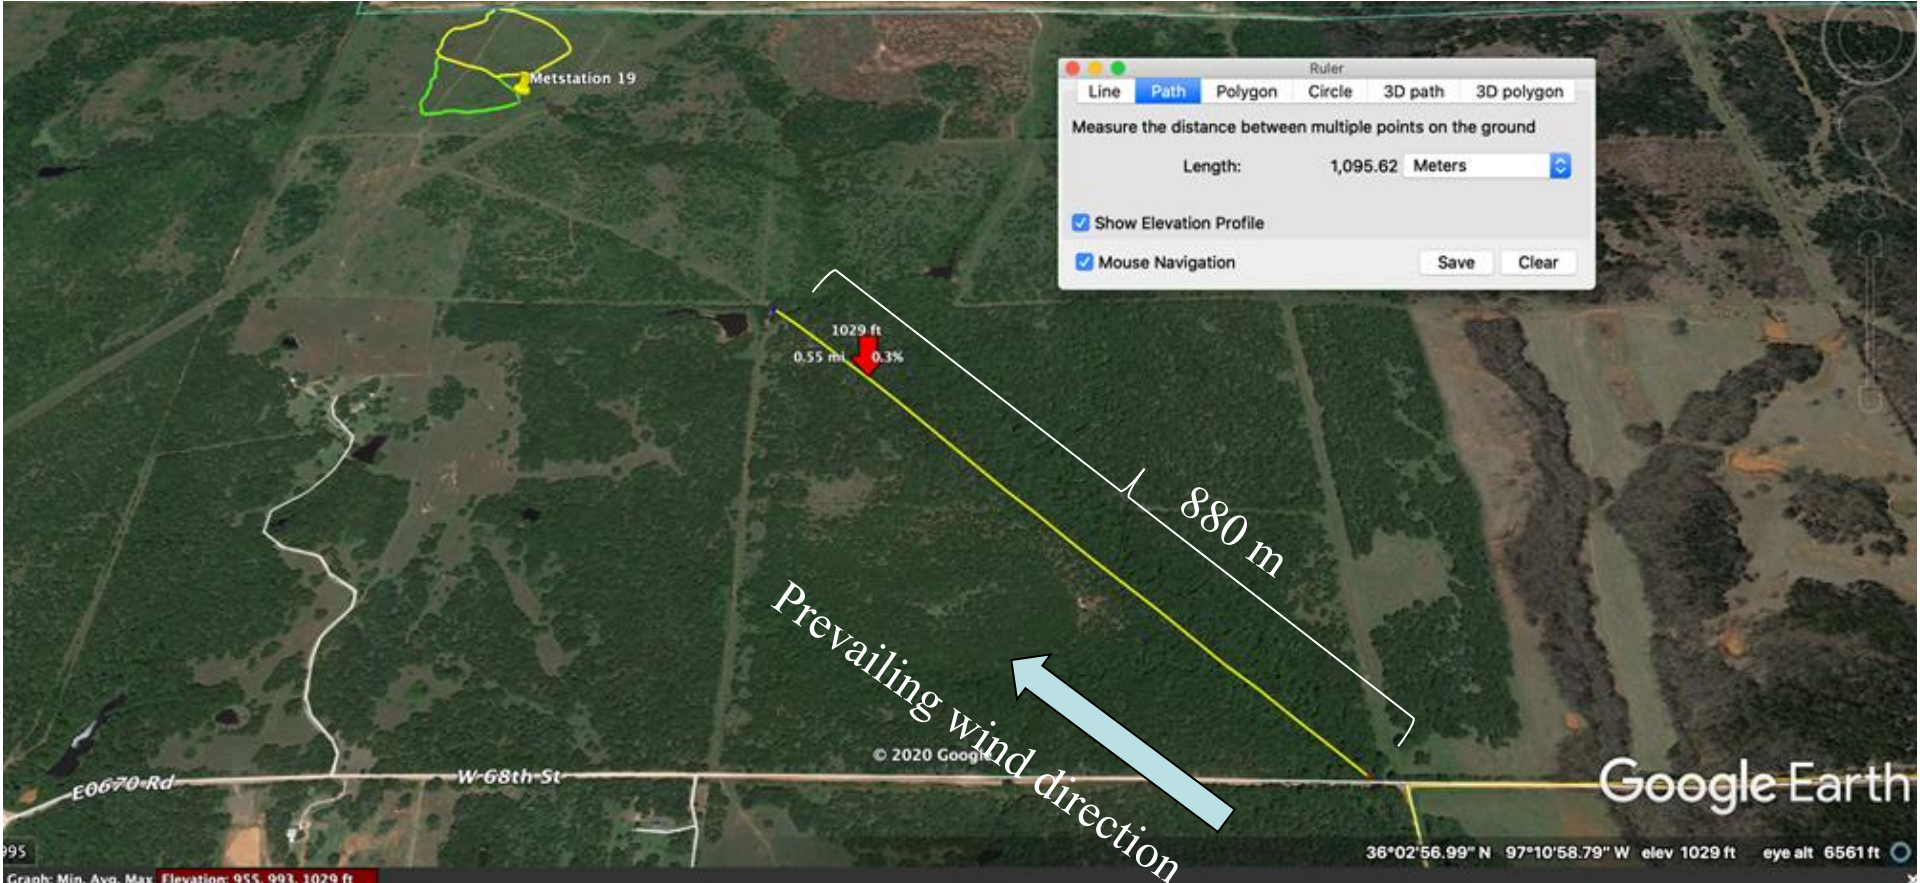 Metstation 19
Ruler
Line Path Polygon Circle 3D path 3D polygon
Measure the distance between multiple points on the ground
Length: 1,095.62 Meters
Show Elevation Profile
Mouse Navigation Save Clear
1029 ft
0.55 mi 0.3%
880 m
Prevailing wind direction
© 2020 Google
W 68th St
E0670 Rd
Google Earth
995
36°02'56.99" N 97°10'58.79" W elev 1029 ft eye alt 6561 ft
Graph: Min, Avg, Max Elevation: 955, 993, 1029 ft